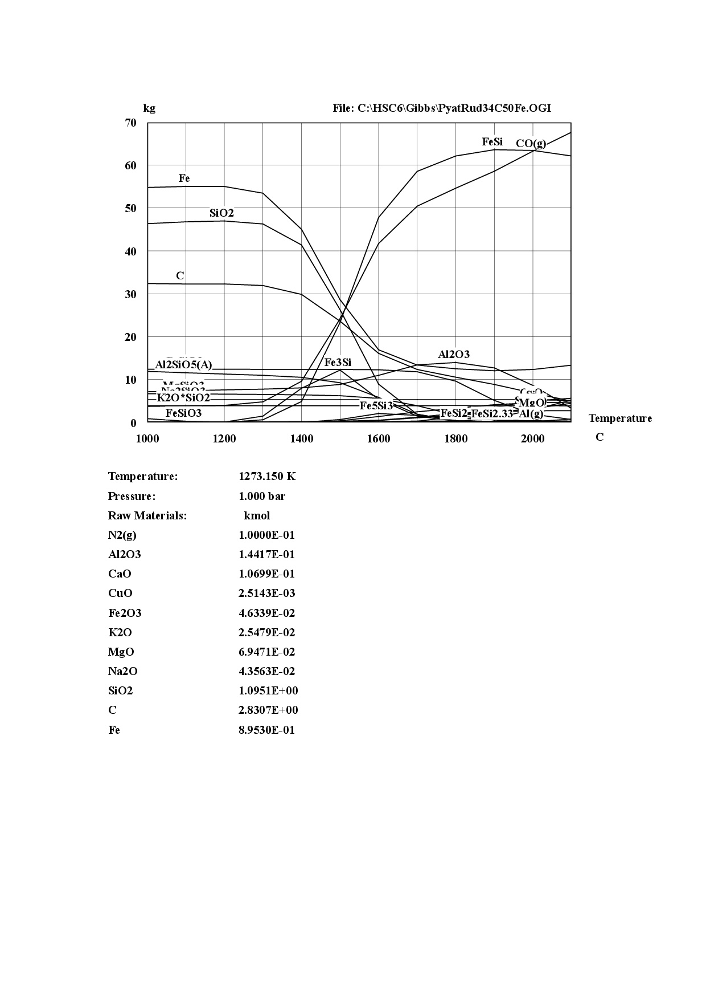 kg File: C:\HSC6\Gibbs\PyatRud34C50Fe.OGI
70
FeSi CO(g)
60
Fe
50
SiO2
40
C
30
20
Al2O3
Fe3Si
Al2SiO5(A)
10
MgSiO3
Na2SiO3
K2O*SiO2
MgO
Fe5Si3
FeSiO3
FeSi2 FeSi2.33 Al(g)
0
Temperature
C
1000 1200 1400 1600 1800 2000
Temperature: 1273.150 K
Pressure: 1.000 bar
Raw Materials: kmol
N2(g) 1.0000E-01
Al2O3 1.4417E-01
CaO 1.0699E-01
CuO 2.5143E-03
Fe2O3 4.6339E-02
K2O 2.5479E-02
MgO 6.9471E-02
Na2O 4.3563E-02
SiO2 1.0951E+00
C 2.8307E+00
Fe 8.9530E-01